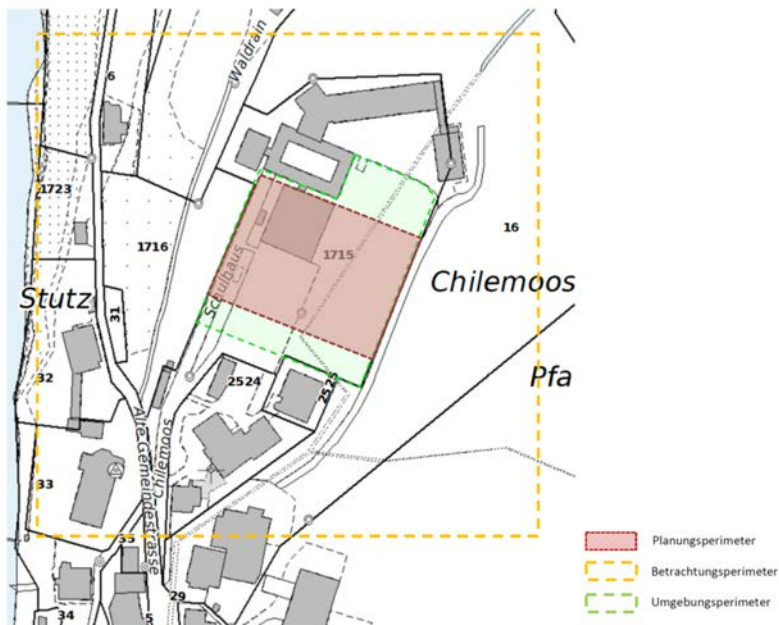 6
Waldrain
1723
16
1715
1716
Chilemoos
Schulhaus
Stutz
31
Pfa
32
2524
2525
Alte Gemeindestrasse
Chilemoos
33
35
29
34
5
Planungsperimeter
Betrachtungsperimeter
Umgebungsperimeter